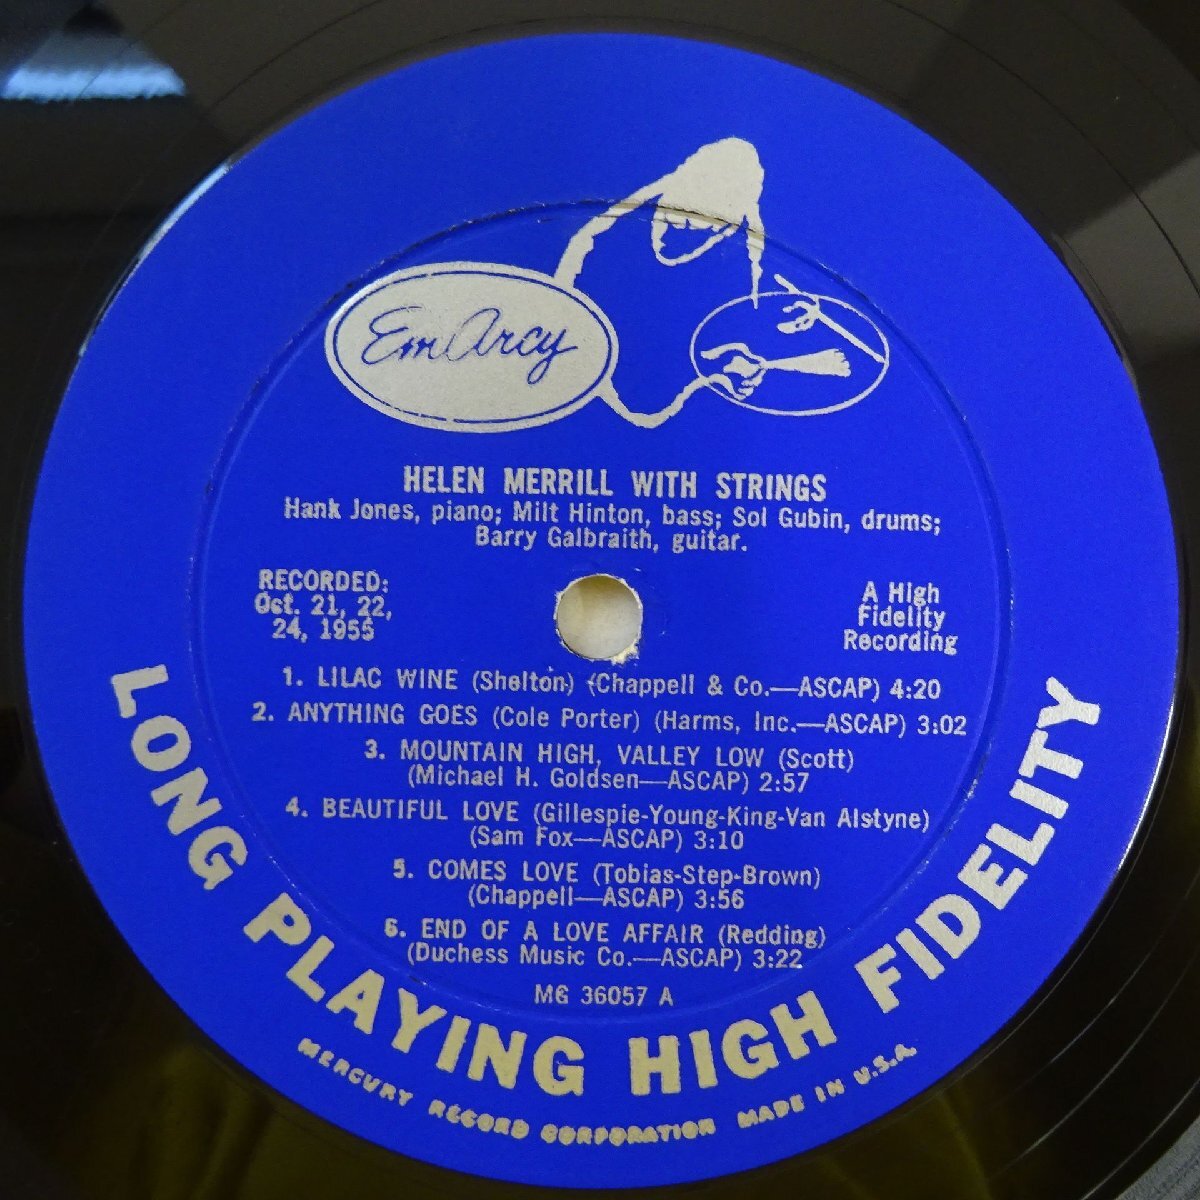 EmArcy
HELEN MERRILL WITH STRINGS
Hank Jones, piano; Milt Hinton, bass; Sol Gubin, drums;
Barry Galbraith, guitar.
RECORDED:
Oct. 21, 22,
24, 1955
A High
Fidelity
Recording
1. LILAC WINE (Shelton) (Chappell & Co.—ASCAP) 4:20
2. ANYTHING GOES (Cole Porter) (Harms, Inc.—ASCAP) 3:02
3. MOUNTAIN HIGH, VALLEY LOW (Scott)
(Michael H. Goldsen—ASCAP) 2:57
4. BEAUTIFUL LOVE (Gillespie-Young-King-Van Alstyne)
(Sam Fox—ASCAP) 3:10
5. COMES LOVE (Tobias-Step-Brown)
(Chappell—ASCAP) 3:56
6. END OF A LOVE AFFAIR (Redding)
(Duchess Music Co.—ASCAP) 3:22
MG 36057 A
LONG PLAYING HIGH FIDELITY
MERCURY RECORD CORPORATION MADE IN U.S.A.